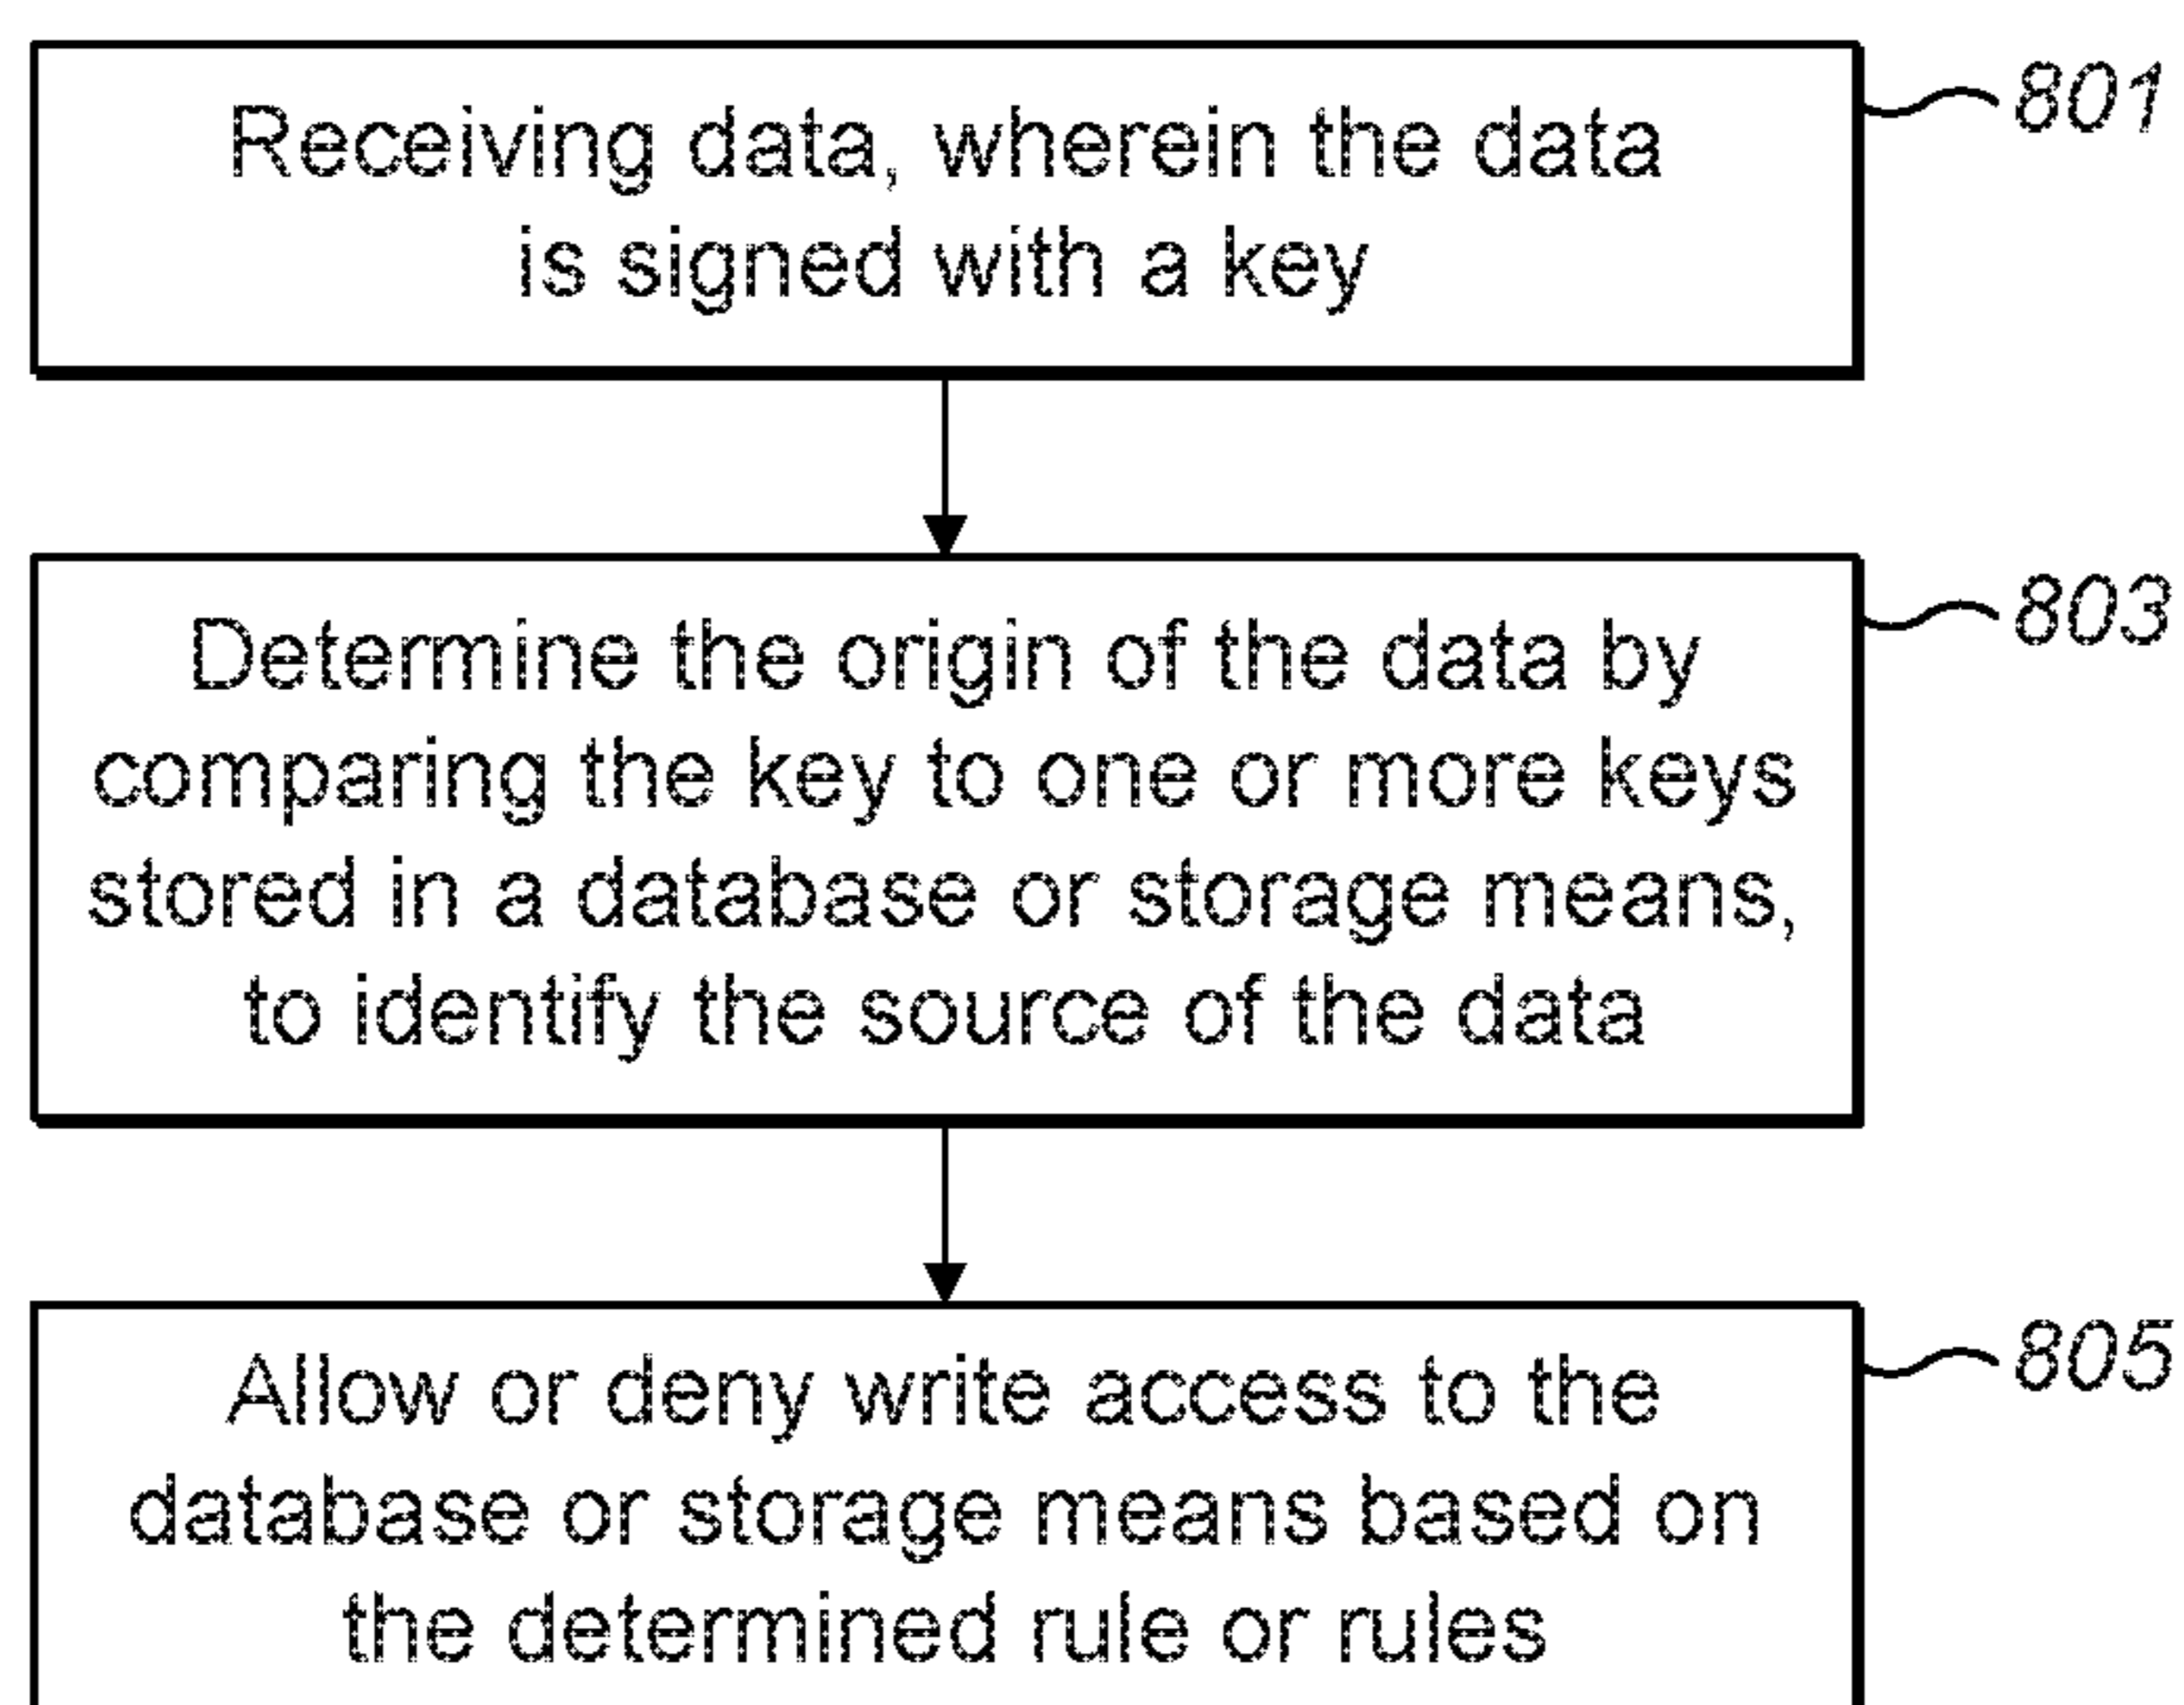 Receiving data, wherein the data
is signed with a key
801
Determine the origin of the data by
comparing the key to one or more keys
stored in a database or storage means,
to identify the source of the data
803
Allow or deny write access to the
database or storage means based on
the determined rule or rules
805